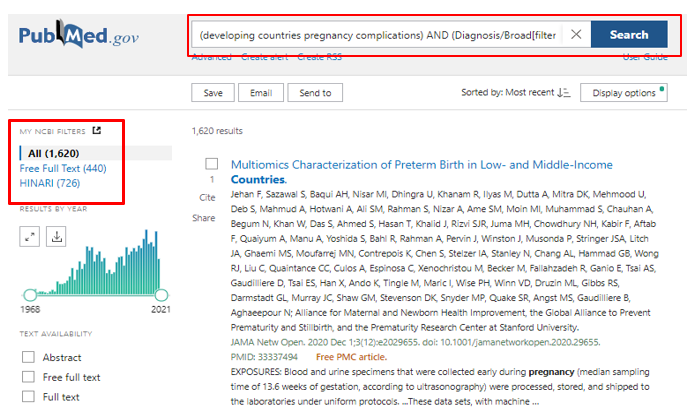 PubMed.gov
(developing countries pregnancy complications) AND (Diagnosis/Broad[filter
Search
Advanced Create alert Create RSS
User Guide
Save Email Send to
Sorted by: Most recent
Display options
MY NCBI FILTERS
All (1,620)
Free Full Text (440)
HINARI (726)
RESULTS BY YEAR
1968 2021
TEXT AVAILABILITY
Abstract
Free full text
Full text
1,620 results
1
Cite
Share
Multiomics Characterization of Preterm Birth in Low- and Middle-Income
Countries.
Jehan F, Sazawal S, Baqui AH, Nisar MI, Dhingra U, Khanam R, Ilyas M, Dutta A, Mitra DK, Mehmood U,
Deb S, Mahmud A, Hotwani A, Ali SM, Rahman S, Nizar A, Ame SM, Moin MI, Muhammad S, Chauhan A,
Begum N, Khan W, Das S, Ahmed S, Hasan T, Khalid J, Rizvi SJR, Juma MH, Chowdhury NH, Kabir F, Aftab
F, Quaiyum A, Manu A, Yoshida S, Bahl R, Rahman A, Pervin J, Winston J, Musonda P, Stringer JSA, Litch
JA, Ghaemi MS, Moufarrej MN, Contrepois K, Chen S, Stelzer IA, Stanley N, Chang AL, Hammad GB, Wong
RJ, Liu C, Quaintance CC, Culos A, Espinosa C, Xenochristou M, Becker M, Fallahzadeh R, Ganio E, Tsai AS,
Gaudilliere D, Tsai ES, Han X, Ando K, Tingle M, Maric I, Wise PH, Winn VD, Druzin ML, Gibbs RS,
Darmstadt GL, Murray JC, Shaw GM, Stevenson DK, Snyder MP, Quake SR, Angst MS, Gaudilliere B,
Aghaeepour N; Alliance for Maternal and Newborn Health Improvement, the Global Alliance to Prevent
Prematurity and Stillbirth, and the Prematurity Research Center at Stanford University.
JAMA Netw Open. 2020 Dec 1;3(12):e2029655. doi: 10.1001/jamanetworkopen.2020.29655.
PMID: 33337494 Free PMC article.
EXPOSURES: Blood and urine specimens that were collected early during pregnancy (median sampling
time of 13.6 weeks of gestation, according to ultrasonography) were processed, stored, and shipped to
the laboratories under uniform protocols. ...These data sets, with machine ...